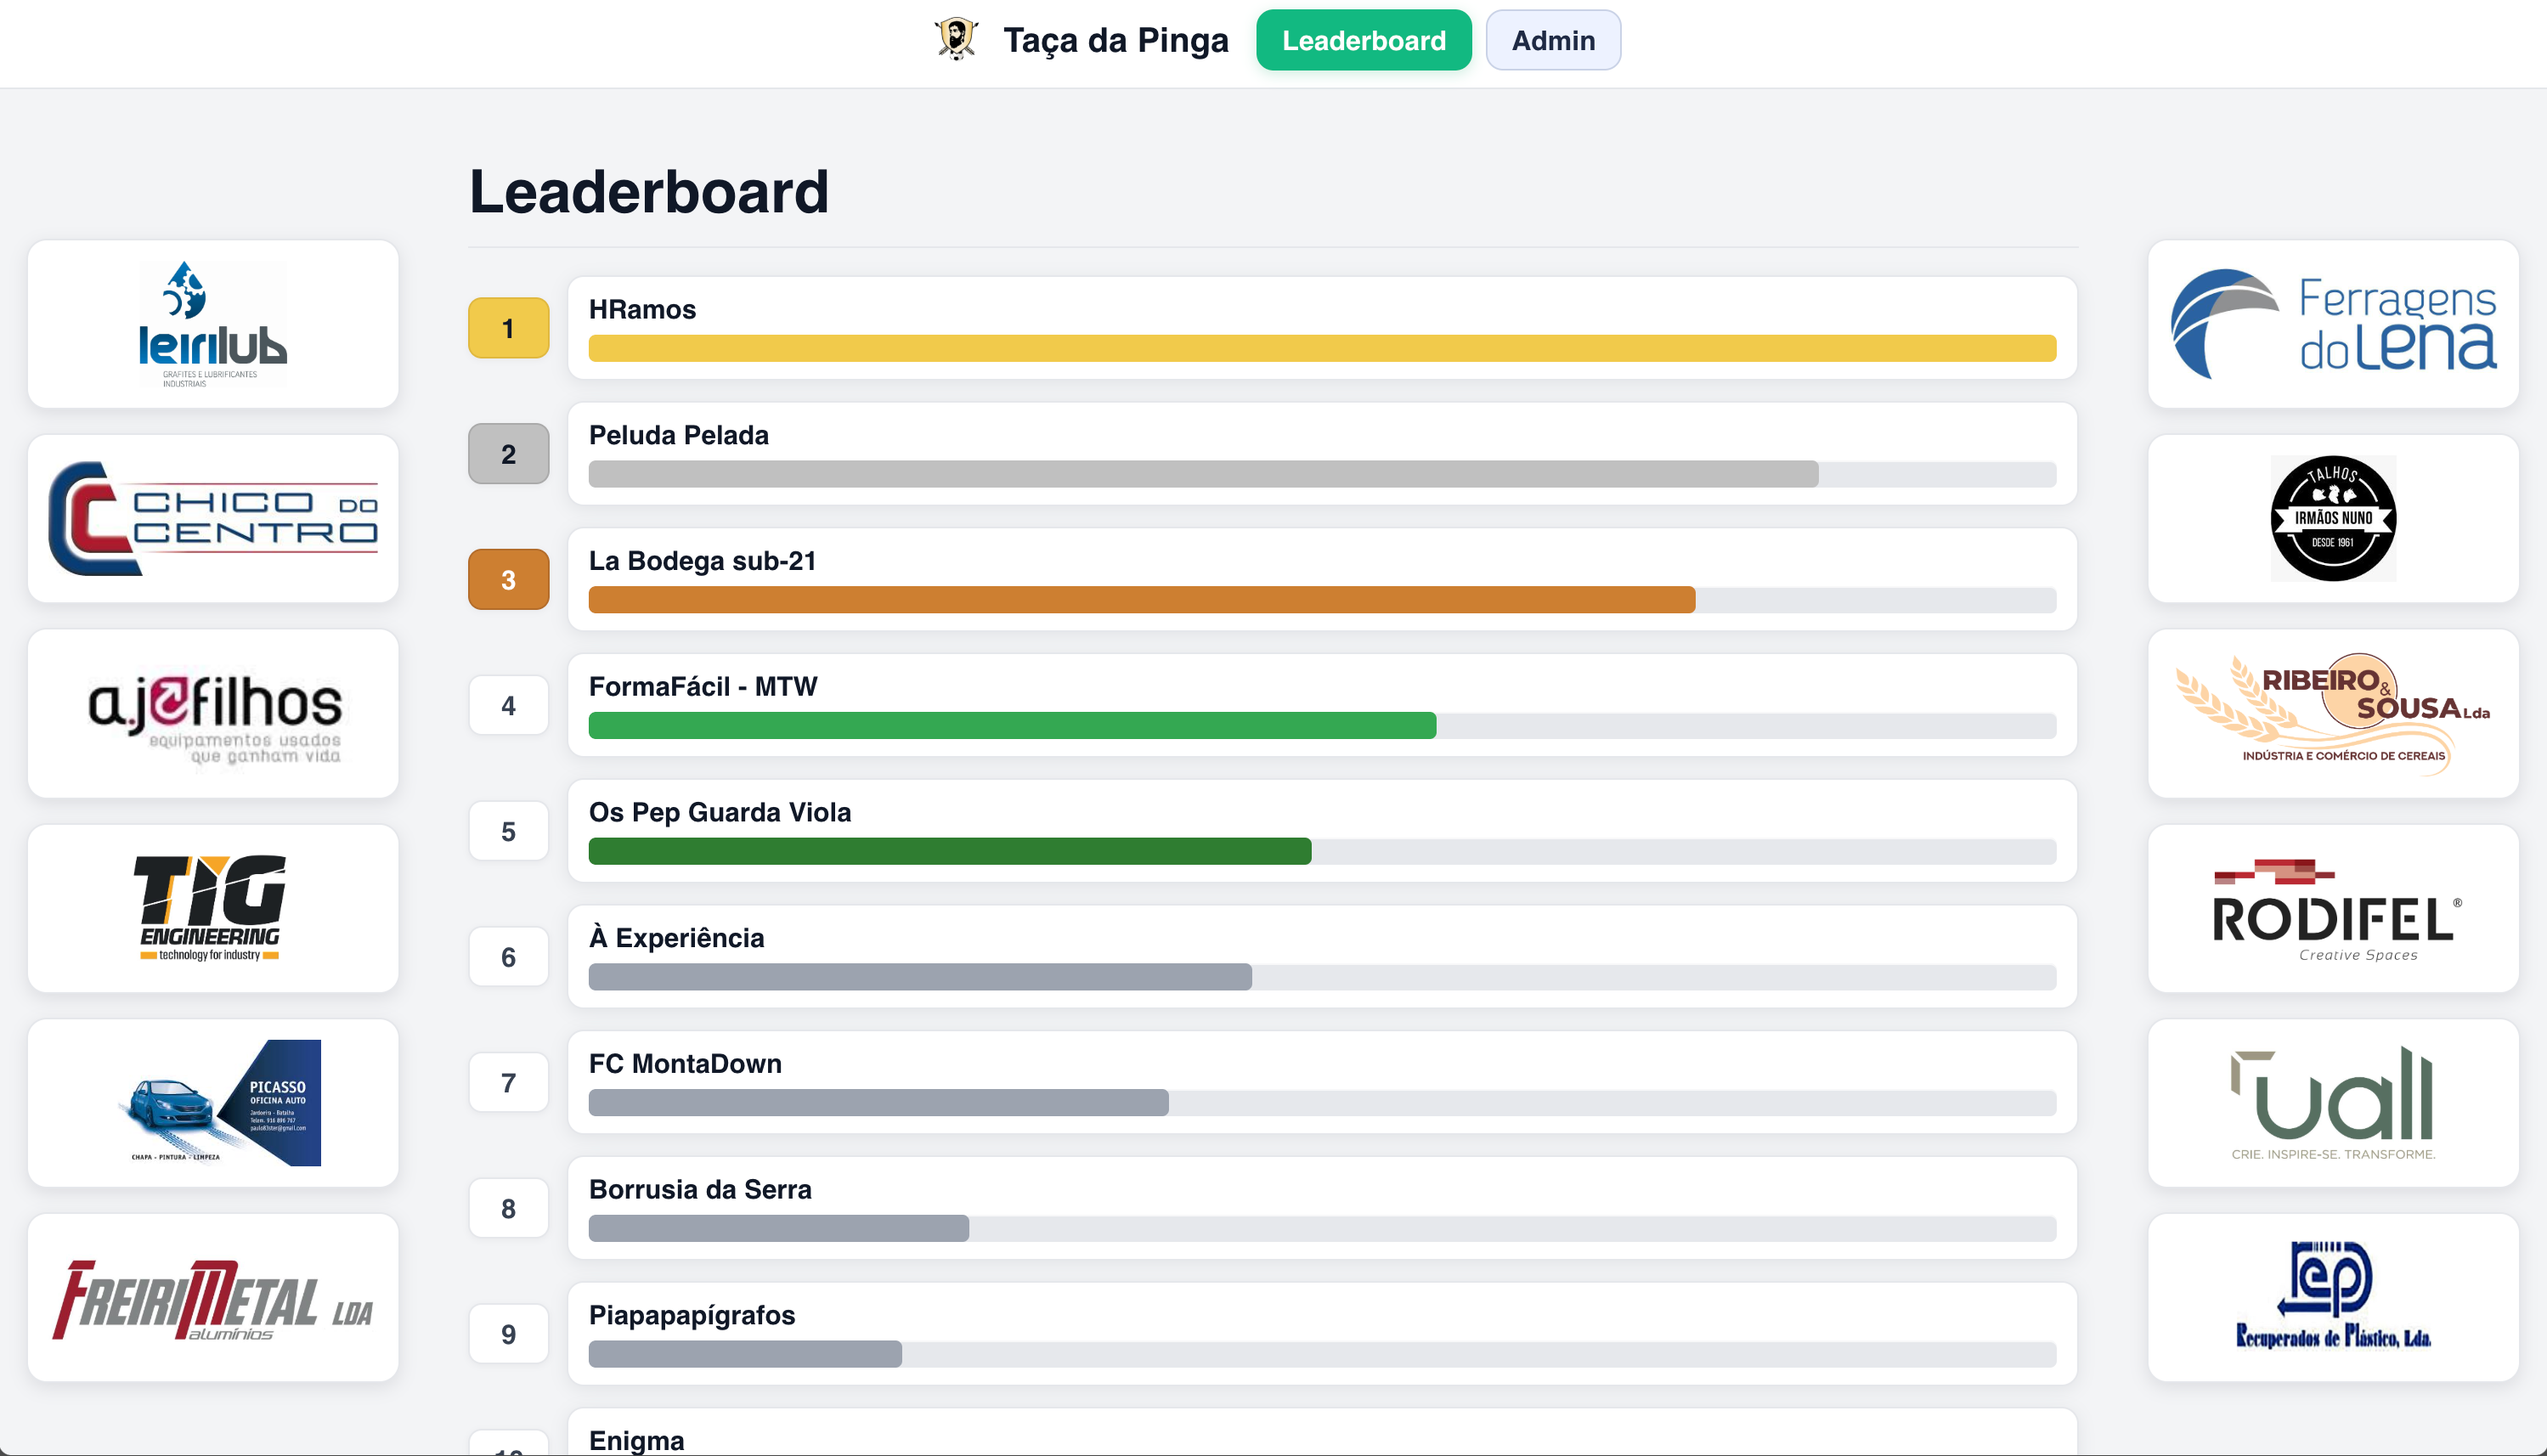 Taça da Pinga
Leaderboard
Admin
Leaderboard
leirilub
GRAFITES E LUBRIFICANTES
INDUSTRIAIS
CHICO DO
CENTRO
a.j e filhos
equipamentos usados
que ganham vida
TIG
ENGINEERING
technology for industry
PICASSO
OFICINA AUTO
Jardoeira - Batalha
CHAPA - PINTURA - LIMPEZA
FREIRIMETAL LDA
alumínios
1
HRamos
2
Peluda Pelada
3
La Bodega sub-21
4
FormaFácil - MTW
5
Os Pep Guarda Viola
6
À Experiência
7
FC MontaDown
8
Borrusia da Serra
9
Piapapapígrafos
10
Enigma
Ferragens
do Lena
TALHOS
IRMÃOS NUNO
DESDE 1961
RIBEIRO &
SOUSA Lda
INDÚSTRIA E COMÉRCIO DE CEREAIS
RODIFEL®
Creative Spaces
uall
CRIE. INSPIRE-SE. TRANSFORME.
rep
Recuperados de Plástico, Lda.